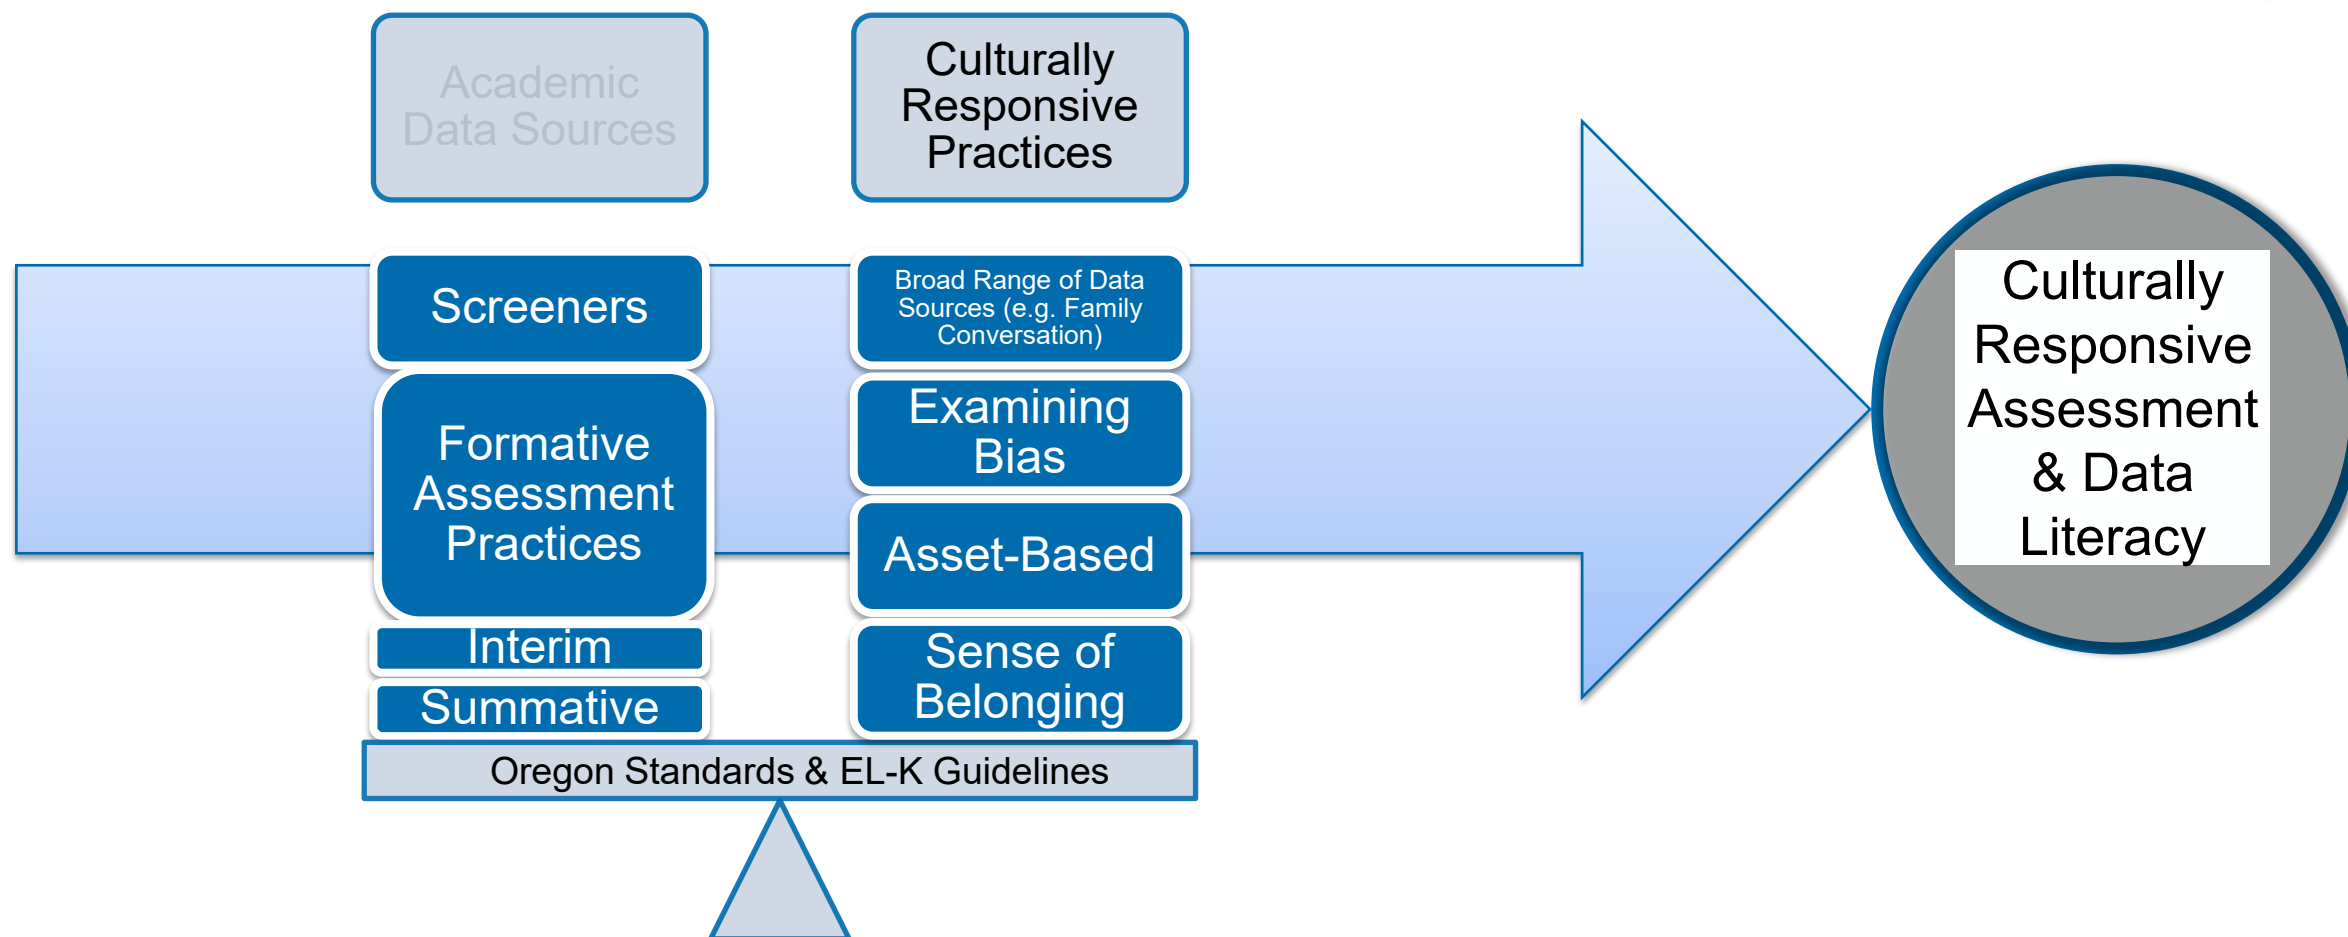 Academic
Data Sources
Culturally
Responsive
Practices
Screeners
Formative
Assessment
Practices
Interim
Summative
Broad Range of Data
Sources (e.g. Family
Conversation)
Examining
Bias
Asset-Based
Sense of
Belonging
Oregon Standards & EL-K Guidelines
Culturally
Responsive
Assessment
& Data
Literacy